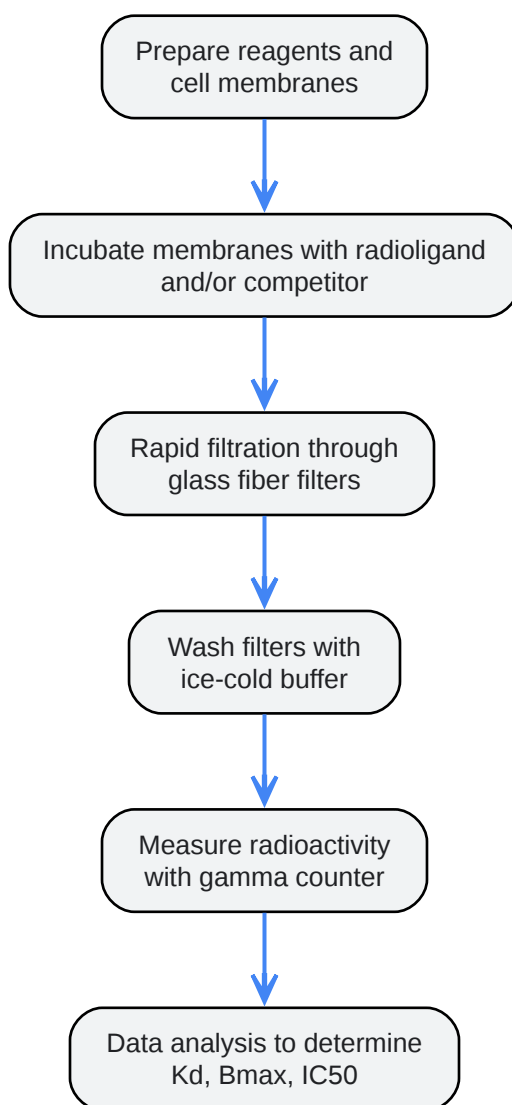 Prepare reagents and
cell membranes
Incubate membranes with radioligand
and/or competitor
Rapid filtration through
glass fiber filters
Wash filters with
ice-cold buffer
Measure radioactivity
with gamma counter
Data analysis to determine
Kd, Bmax, IC50